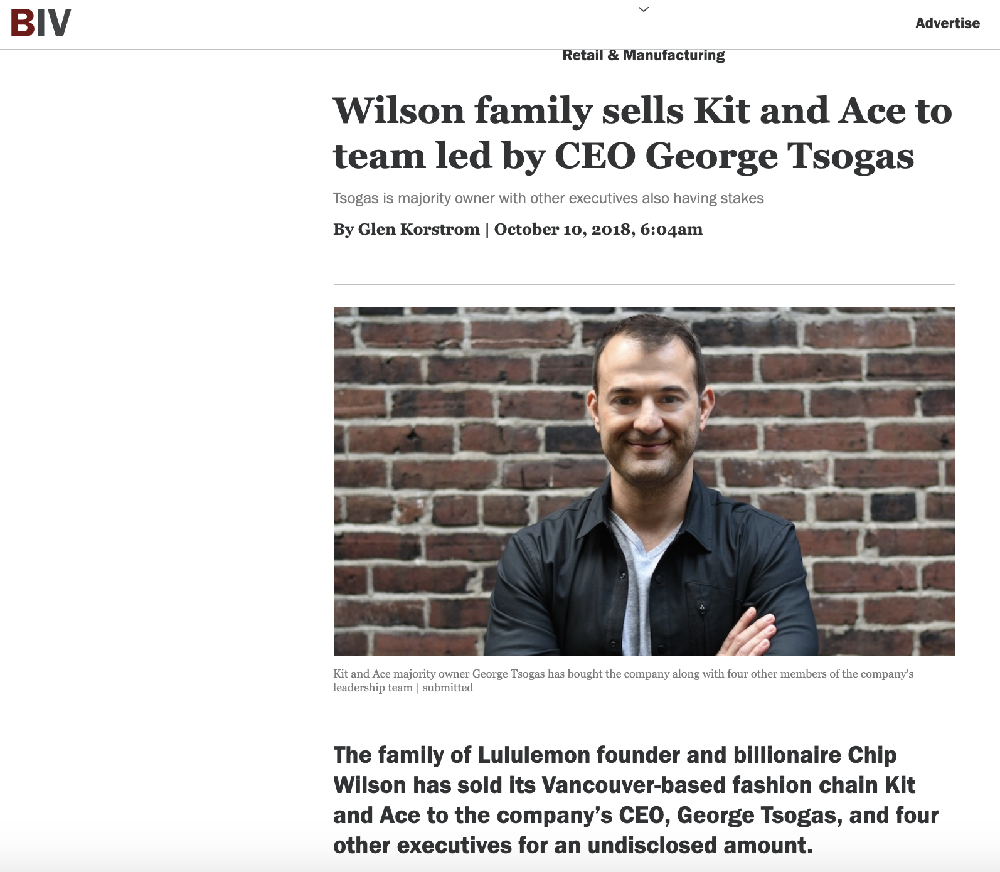 BIV
Advertise
Retail & Manufacturing
Wilson family sells Kit and Ace to
team led by CEO George Tsogas
Tsogas is majority owner with other executives also having stakes
By Glen Korstrom | October 10, 2018, 6:04am
Kit and Ace majority owner George Tsogas has bought the company along with four other members of the company's
leadership team | submitted
The family of Lululemon founder and billionaire Chip
Wilson has sold its Vancouver-based fashion chain Kit
and Ace to the company’s CEO, George Tsogas, and four
other executives for an undisclosed amount.